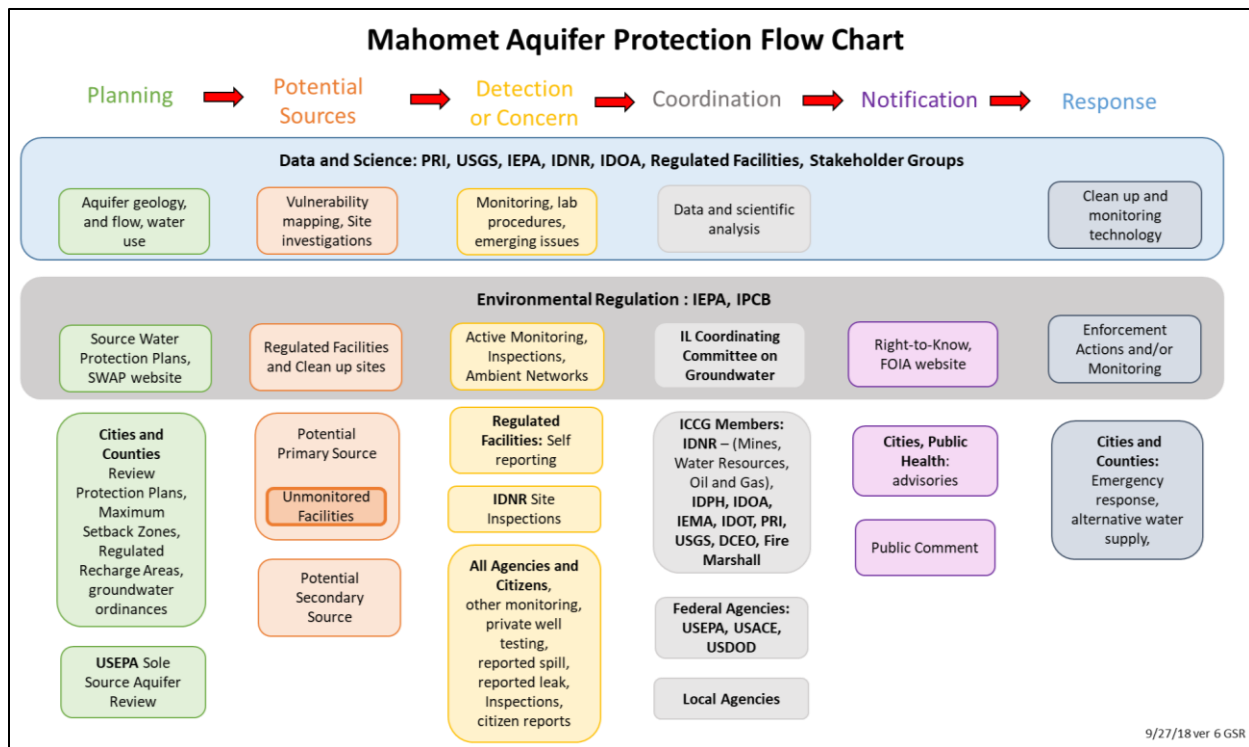 Mahomet Aquifer Protection Flow Chart
Planning
Potential
Sources
Detection
or Concern
Coordination
Notification
Response
Data and Science: PRI, USGS, IEPA, IDNR, IDOA, Regulated Facilities, Stakeholder Groups
Aquifer geology,
and flow, water
use
Vulnerability
mapping, Site
investigations
Monitoring, lab
procedures,
emerging issues
Data and scientific
analysis
Clean up and
monitoring
technology
Environmental Regulation : IEPA, IPCB
Source Water
Protection Plans,
SWAP website
Regulated Facilities
and Clean up sites
Active Monitoring,
Inspections,
Ambient Networks
IL Coordinating
Committee on
Groundwater
Right-to-Know,
FOIA website
Enforcement
Actions and/or
Monitoring
Cities and
Counties
Review
Protection Plans,
Maximum
Setback Zones,
Regulated
Recharge Areas,
groundwater
ordinances
USEPA Sole
Source Aquifer
Review
Potential
Primary Source
Unmonitored
Facilities
Potential
Secondary
Source
Regulated
Facilities: Self
reporting
IDNR Site
Inspections
All Agencies and
Citizens,
other monitoring,
private well
testing,
reported spill,
reported leak,
Inspections,
citizen reports
ICCG Members:
IDNR – (Mines,
Water Resources,
Oil and Gas),
IDPH, IDOA,
IEMA, IDOT, PRI,
USGS, DCEO, Fire
Marshall
Federal Agencies:
USEPA, USACE,
USDOD
Local Agencies
Cities, Public
Health:
advisories
Public Comment
Cities and
Counties:
Emergency
response,
alternative water
supply,
9/27/18 ver 6 GSR